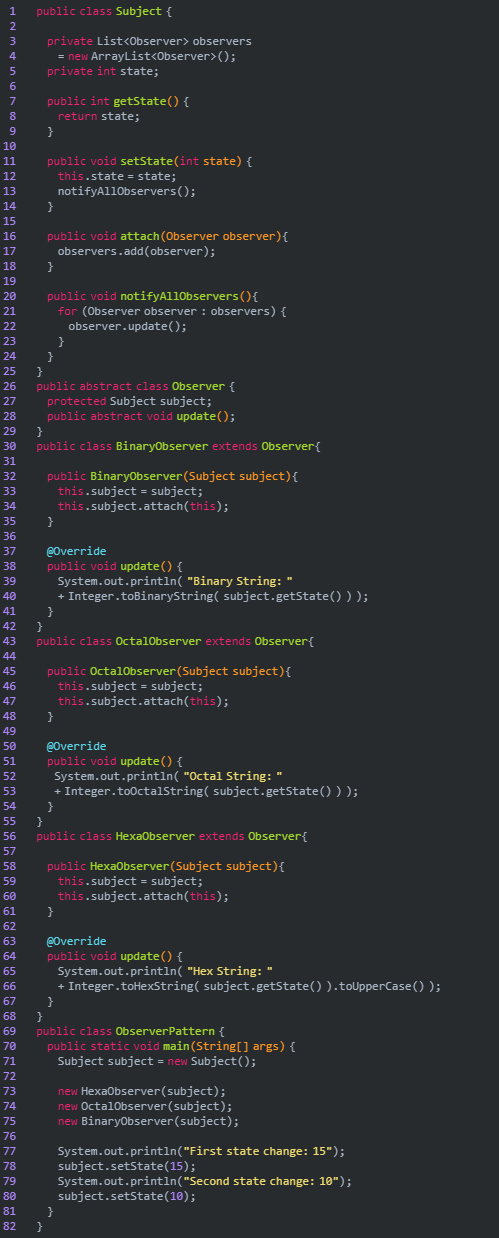 1 public class Subject {
2
3   private List<Observer> observers
4     = new ArrayList<Observer>();
5   private int state;
6
7   public int getState() {
8     return state;
9   }
10
11   public void setState(int state) {
12     this.state = state;
13     notifyAllObservers();
14   }
15
16   public void attach(Observer observer){
17     observers.add(observer);
18   }
19
20   public void notifyAllObservers(){
21     for (Observer observer : observers) {
22       observer.update();
23     }
24   }
25 }
26 public abstract class Observer {
27   protected Subject subject;
28   public abstract void update();
29 }
30 public class BinaryObserver extends Observer{
31
32   public BinaryObserver(Subject subject){
33     this.subject = subject;
34     this.subject.attach(this);
35   }
36
37   @Override
38   public void update() {
39     System.out.println( "Binary String: "
40     + Integer.toBinaryString( subject.getState() ) );
41   }
42 }
43 public class OctalObserver extends Observer{
44
45   public OctalObserver(Subject subject){
46     this.subject = subject;
47     this.subject.attach(this);
48   }
49
50   @Override
51   public void update() {
52    System.out.println( "Octal String: "
53    + Integer.toOctalString( subject.getState() ) );
54   }
55 }
56 public class HexaObserver extends Observer{
57
58   public HexaObserver(Subject subject){
59     this.subject = subject;
60     this.subject.attach(this);
61   }
62
63   @Override
64   public void update() {
65     System.out.println( "Hex String: "
66     + Integer.toHexString( subject.getState() ).toUpperCase() );
67   }
68 }
69 public class ObserverPattern {
70   public static void main(String[] args) {
71     Subject subject = new Subject();
72
73     new HexaObserver(subject);
74     new OctalObserver(subject);
75     new BinaryObserver(subject);
76
77     System.out.println("First state change: 15");
78     subject.setState(15);
79     System.out.println("Second state change: 10");
80     subject.setState(10);
81   }
82 }